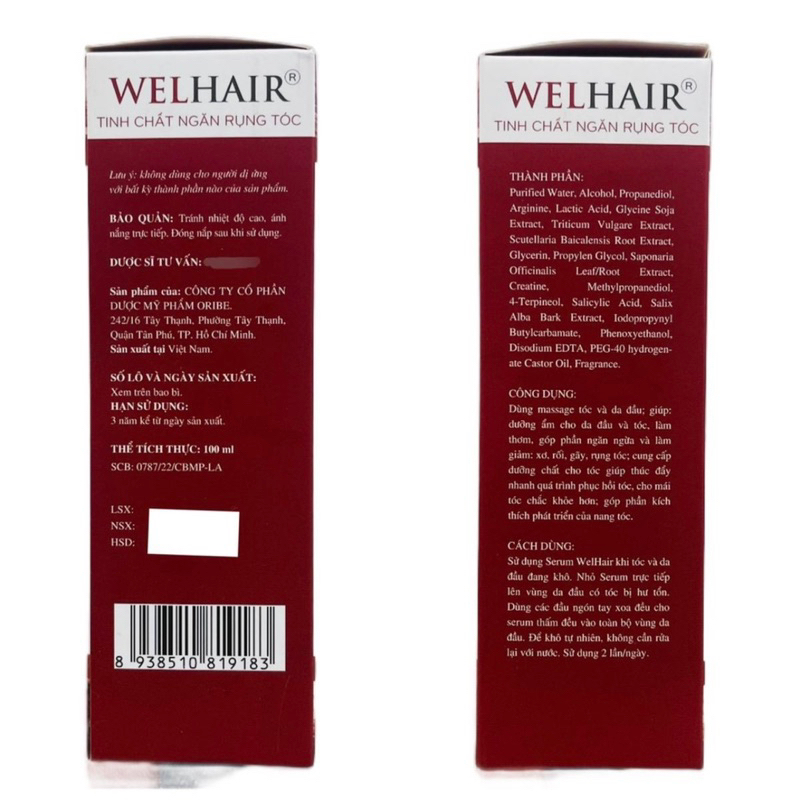 WELHAIR®
TINH CHẤT NGĂN RỤNG TÓC
Lưu ý: không dùng cho người dị ứng
với bất kỳ thành phần nào của sản phẩm.
BẢO QUẢN: Tránh nhiệt độ cao, ánh
nắng trực tiếp. Đóng nắp sau khi sử dụng.
DƯỢC SĨ TƯ VẤN:
Sản phẩm của: CÔNG TY CỔ PHẦN
DƯỢC MỸ PHẨM ORIBE.
242/16 Tây Thạnh, Phường Tây Thạnh,
Quận Tân Phú, TP. Hồ Chí Minh.
Sản xuất tại Việt Nam.
SỐ LÔ VÀ NGÀY SẢN XUẤT:
Xem trên bao bì.
HẠN SỬ DỤNG:
3 năm kể từ ngày sản xuất.
THỂ TÍCH THỰC: 100 ml
SCB: 0787/22/CBMP-LA
LSX:
NSX:
HSD:
8 938510 819183
WELHAIR®
TINH CHẤT NGĂN RỤNG TÓC
THÀNH PHẦN:
Purified Water, Alcohol, Propanediol,
Arginine, Lactic Acid, Glycine Soja
Extract, Triticum Vulgare Extract,
Scutellaria Baicalensis Root Extract,
Glycerin, Propylen Glycol, Saponaria
Officinalis Leaf/Root Extract,
Creatine, Methylpropanediol,
4-Terpineol, Salicylic Acid, Salix
Alba Bark Extract, Iodopropynyl
Butylcarbamate, Phenoxyethanol,
Disodium EDTA, PEG-40 hydrogen-
ate Castor Oil, Fragrance.
CÔNG DỤNG:
Dùng massage tóc và da đầu; giúp:
dưỡng ẩm cho da đầu và tóc, làm
thơm, góp phần ngăn ngừa và làm
giảm: xơ, rối, gãy, rụng tóc; cung cấp
dưỡng chất cho tóc giúp thúc đẩy
nhanh quá trình phục hồi tóc, cho mái
tóc chắc khỏe hơn; góp phần kích
thích phát triển của nang tóc.
CÁCH DÙNG:
Sử dụng Serum WelHair khi tóc và da
đầu đang khô. Nhỏ Serum trực tiếp
lên vùng da đầu có tóc bị hư tổn.
Dùng các đầu ngón tay xoa đều cho
serum thấm đều vào toàn bộ vùng da
đầu. Để khô tự nhiên, không cần rửa
lại với nước. Sử dụng 2 lần/ngày.